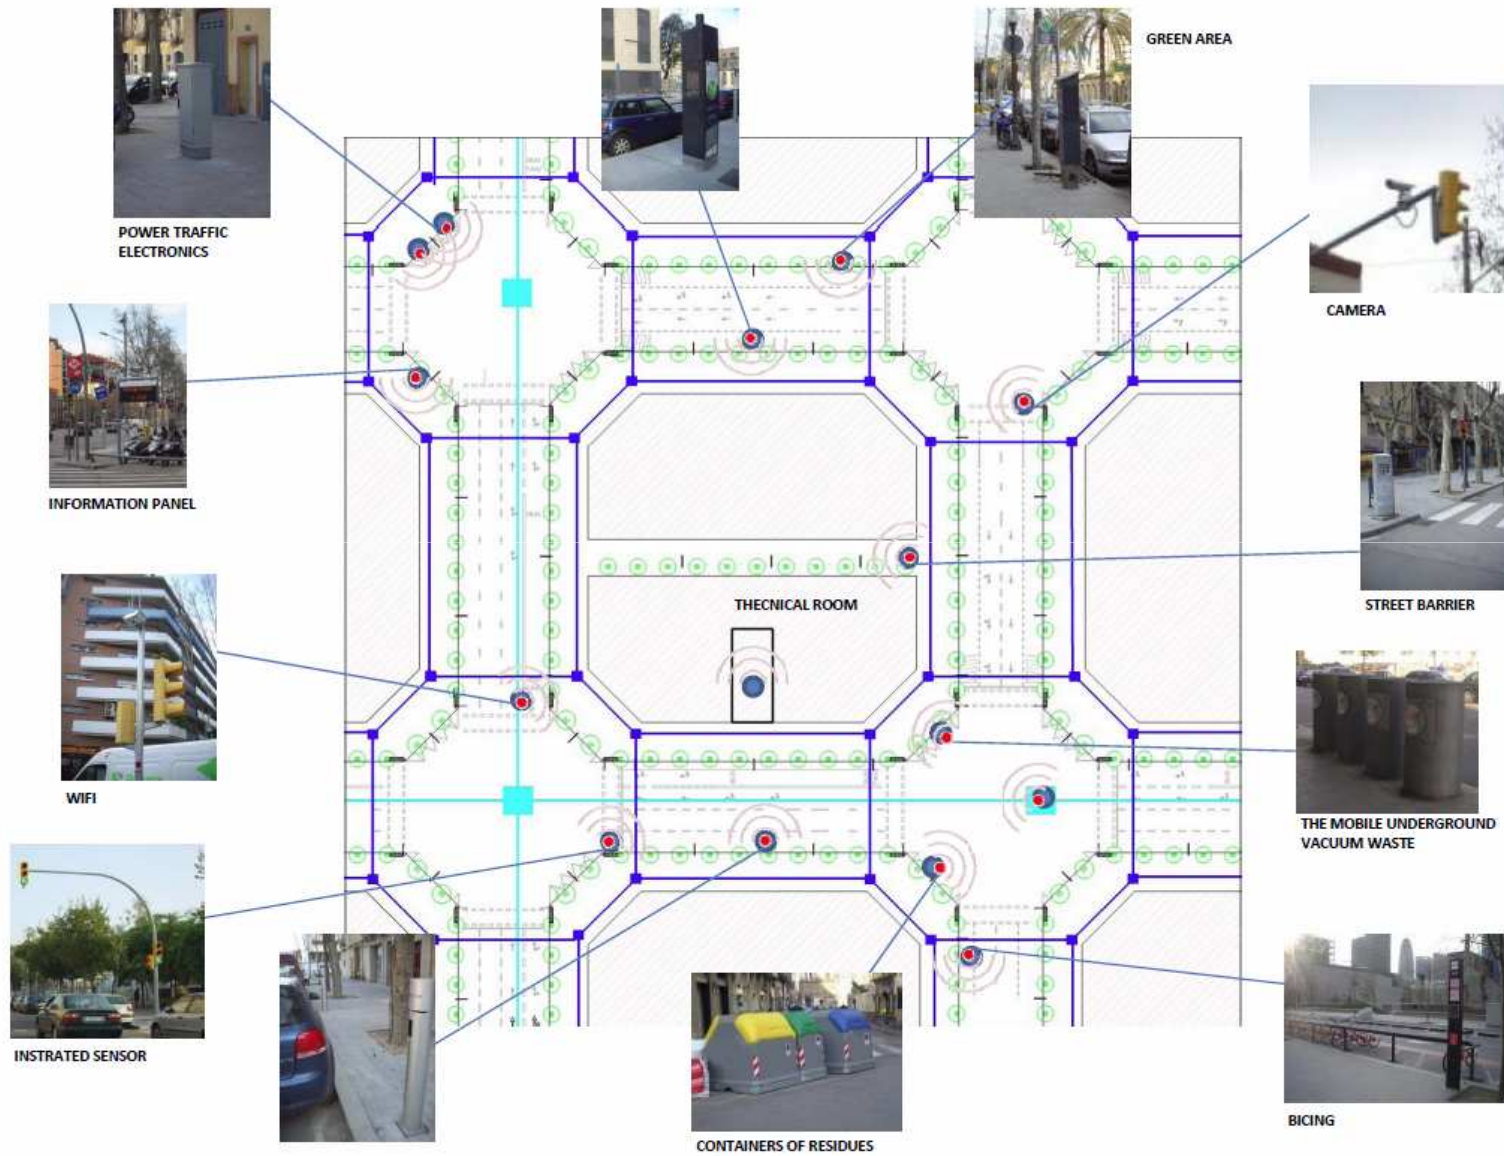 GREEN AREA
POWER TRAFFIC
ELECTRONICS
CAMERA
INFORMATION PANEL
THECNICAL ROOM
STREET BARRIER
WIFI
THE MOBILE UNDERGROUND
VACUUM WASTE
INSTRATED SENSOR
BICING
CONTAINERS OF RESIDUES